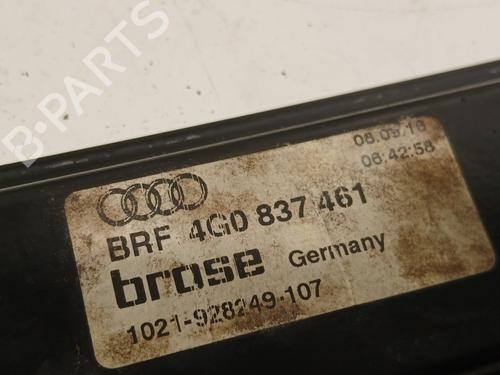 B-PARTS
08.09/16
06:42:58
BRF 4G0 837 461
brose Germany
1021-928249-107